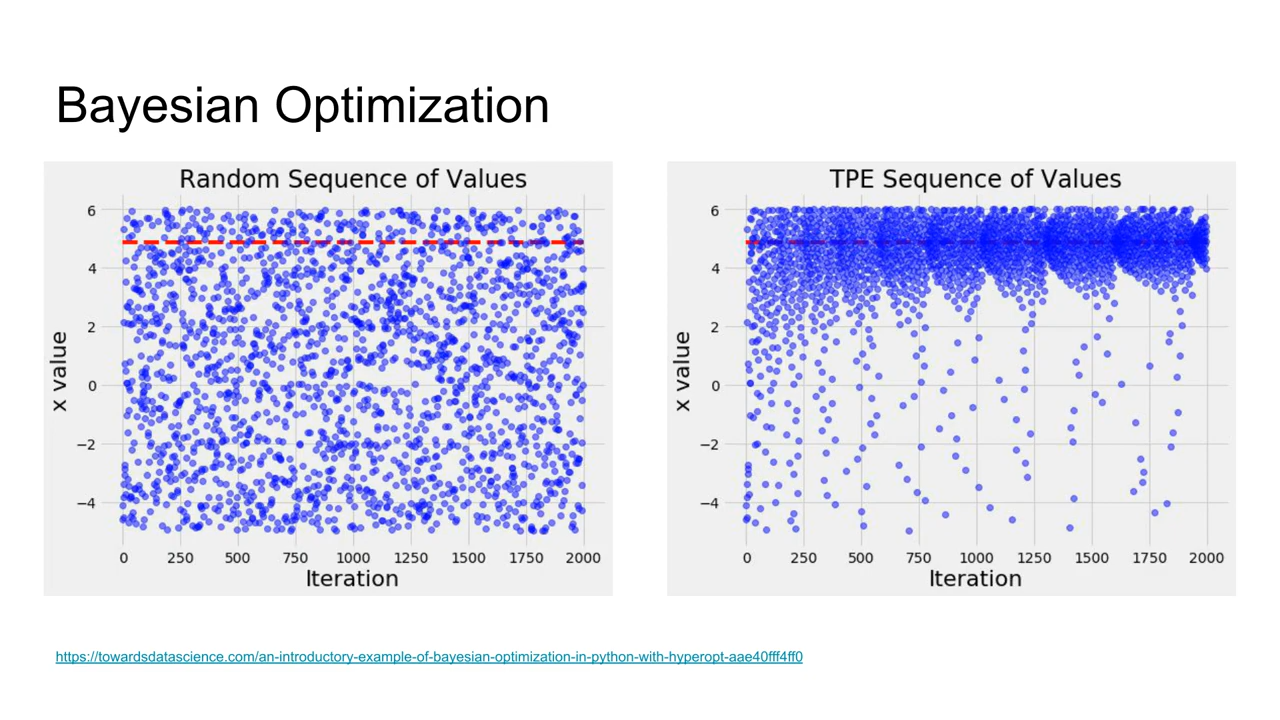 Bayesian Optimization
Random Sequence of Values
6
4
2
0
−2
−4
x value
0 250 500 750 1000 1250 1500 1750 2000
Iteration
TPE Sequence of Values
6
4
2
0
−2
−4
x value
0 250 500 750 1000 1250 1500 1750 2000
Iteration
https://towardsdatascience.com/an-introductory-example-of-bayesian-optimization-in-python-with-hyperopt-aae40fff4ff0